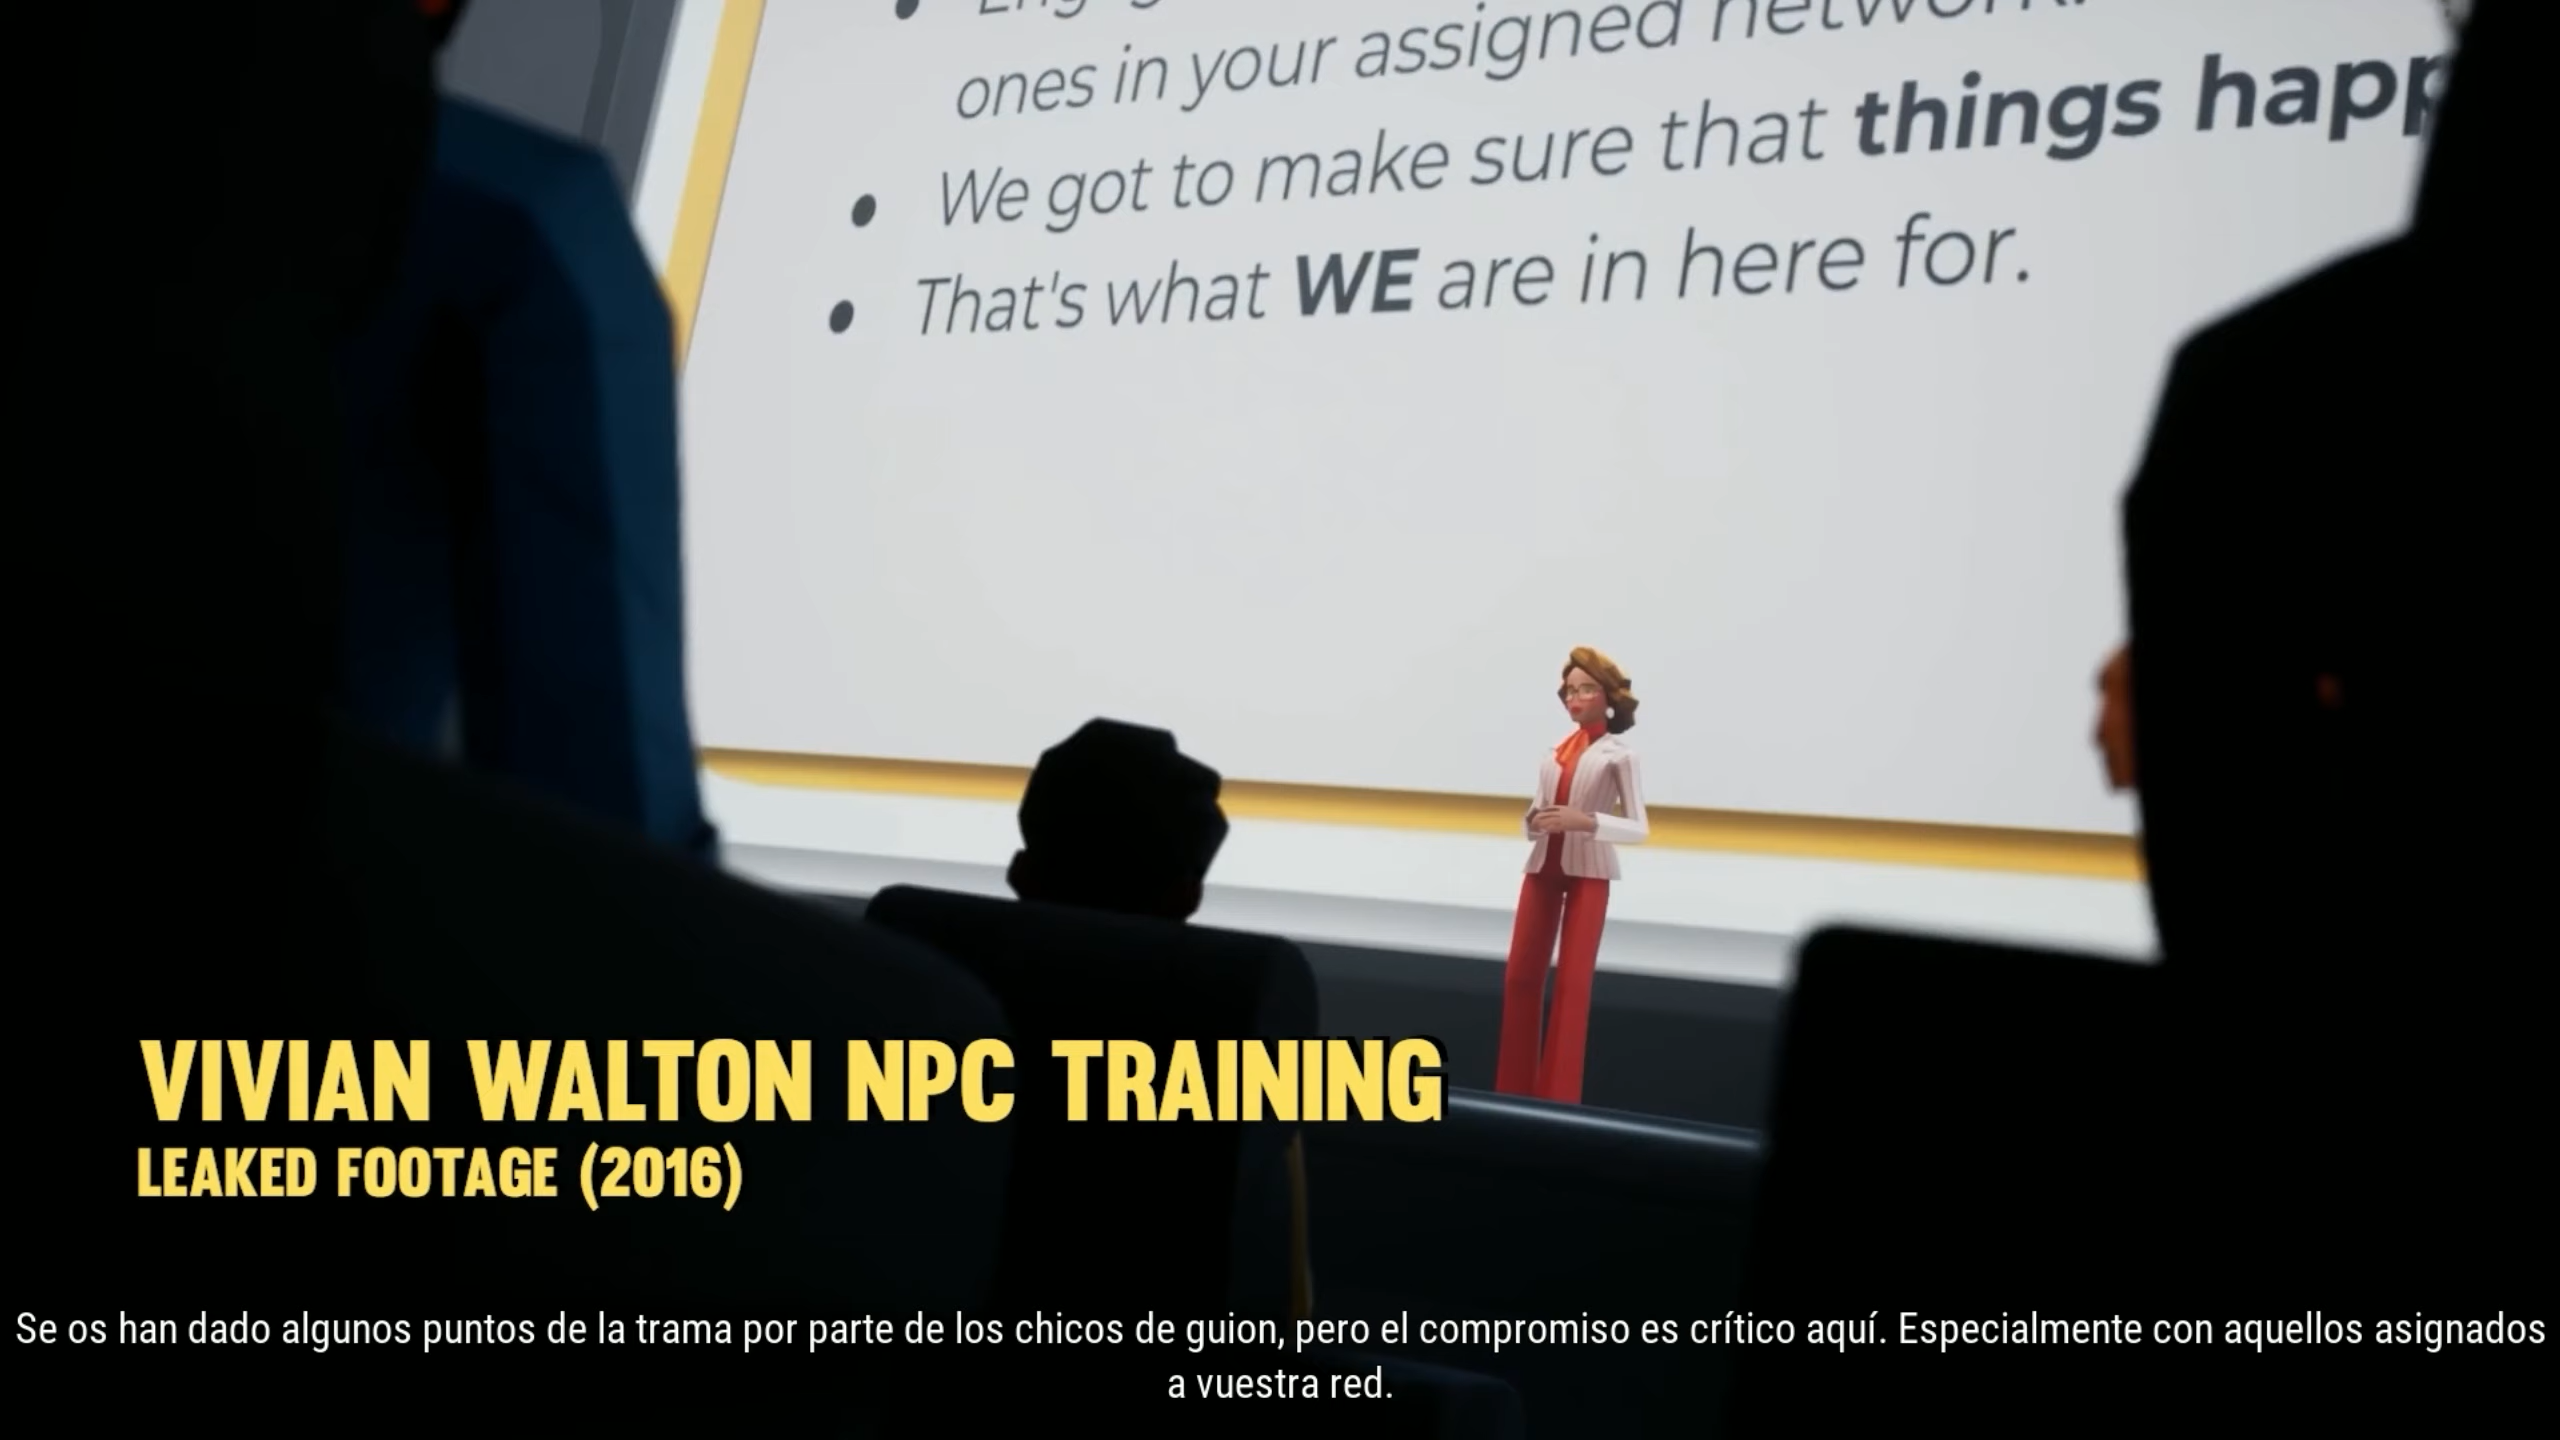 ones in your assigned network.
• We got to make sure that things
• That's what WE are in here for.
VIVIAN WALTON NPC TRAINING
LEAKED FOOTAGE (2016)
Se os han dado algunos puntos de la trama por parte de los chicos de guion, pero el compromiso es crítico aquí. Especialmente con aquellos asignados
a vuestra red.